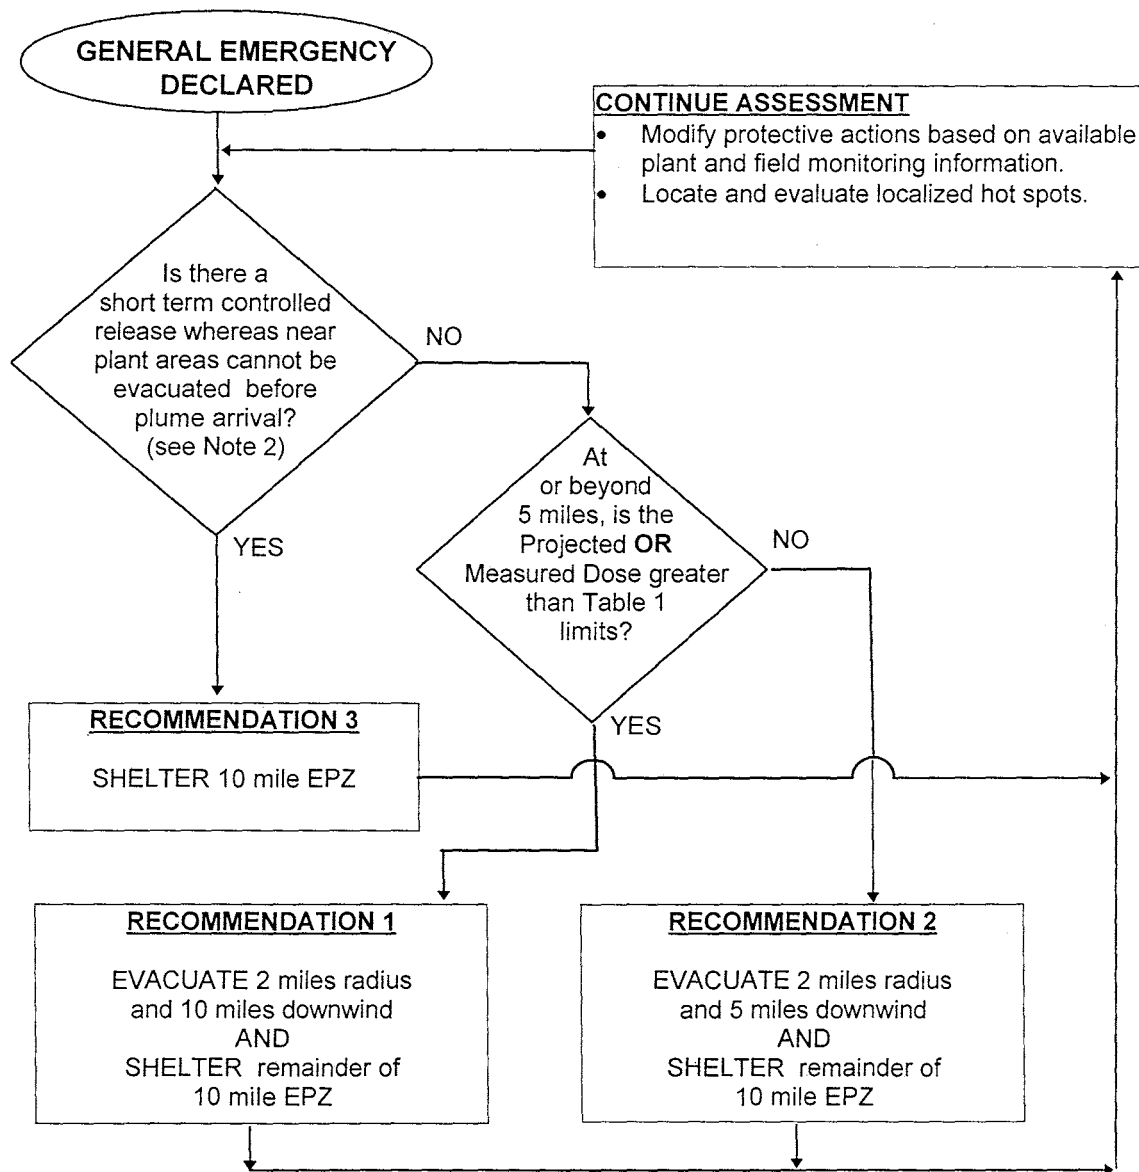 GENERAL EMERGENCY
DECLARED
CONTINUE ASSESSMENT
• Modify protective actions based on available
plant and field monitoring information.
• Locate and evaluate localized hot spots.
Is there a
short term controlled
release whereas near
plant areas cannot be
evacuated before
plume arrival?
(see Note 2)
NO
YES
At
or beyond
5 miles, is the
Projected OR
Measured Dose greater
than Table 1
limits?
NO
YES
RECOMMENDATION 3
SHELTER 10 mile EPZ
RECOMMENDATION 1
EVACUATE 2 miles radius
and 10 miles downwind
AND
SHELTER remainder of
10 mile EPZ
RECOMMENDATION 2
EVACUATE 2 miles radius
and 5 miles downwind
AND
SHELTER remainder of
10 mile EPZ